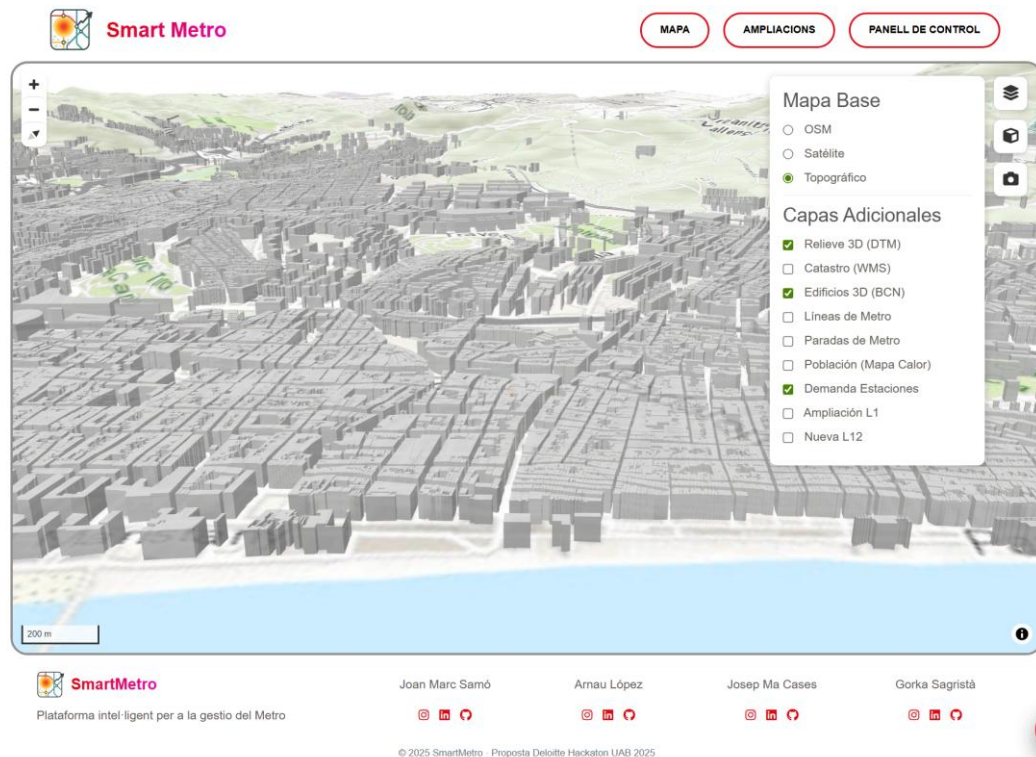 Smart Metro
MAPA
AMPLIACIONS
PANELL DE CONTROL
Mapa Base
OSM
Satélite
Topográfico
Capas Adicionales
Relieve 3D (DTM)
Catastro (WMS)
Edificios 3D (BCN)
Líneas de Metro
Paradas de Metro
Población (Mapa Calor)
Demanda Estaciones
Ampliación L1
Nueva L12
200 m
SmartMetro
Plataforma intel·ligent per a la gestio del Metro
Joan Marc Samó
Arnau López
Josep Ma Cases
Gorka Sagristà
© 2025 SmartMetro · Proposta Deloitte Hackaton UAB 2025